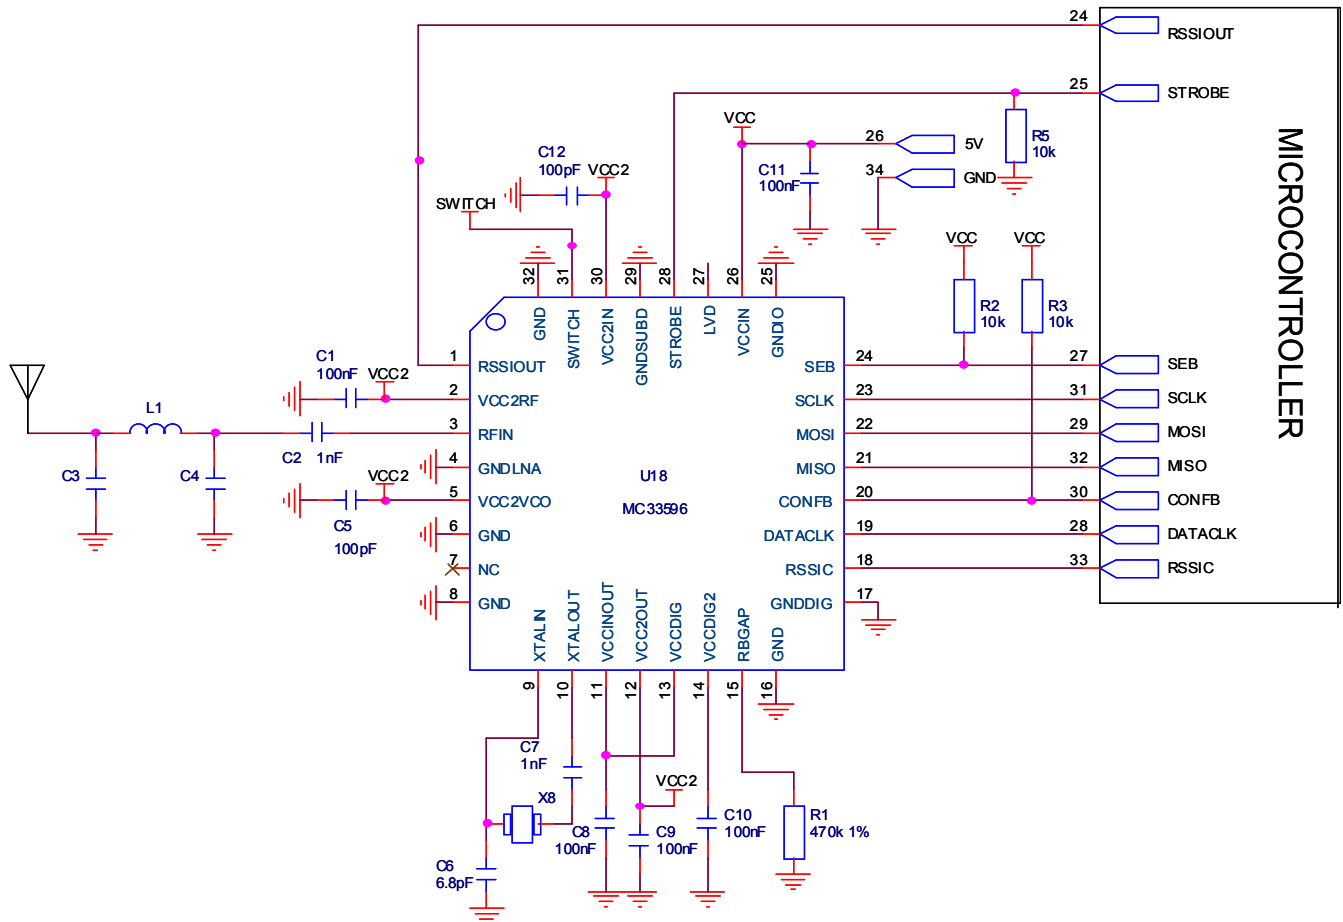 24
RSSIOUT
25
STROBE
VCC
26
5V
R5
10k
C12
100pF
VCC2
C11
100nF
34
GND
SWITCH
VCC
VCC
32
31
30
29
28
27
26
25
GND
SWITCH
VCC2IN
GNDSUBD
STROBE
LVD
VCCIN
GNDIO
R2
10k
R3
10k
MICROCONTROLLER
C1
100nF
VCC2
1
RSSIOUT
SEB
24
27
SEB
2
VCC2RF
SCLK
23
31
SCLK
L1
C2
1nF
3
RFIN
MOSI
22
29
MOSI
C3
C4
VCC2
4
GNDLNA
U18
MISO
21
32
MISO
C5
100pF
5
VCC2VCO
MC33596
CONFB
20
30
CONFB
6
GND
DATACLK
19
28
DATACLK
7
NC
RSSIC
18
33
RSSIC
8
GND
GNDDIG
17
XTALIN
XTALOUT
VCCINOUT
VCC2OUT
VCCDIG
VCCDIG2
RBGAP
GND
9
10
11
12
13
14
15
16
C7
1nF
VCC2
X8
C8
100nF
C9
100nF
C10
100nF
R1
470k 1%
C6
6.8pF